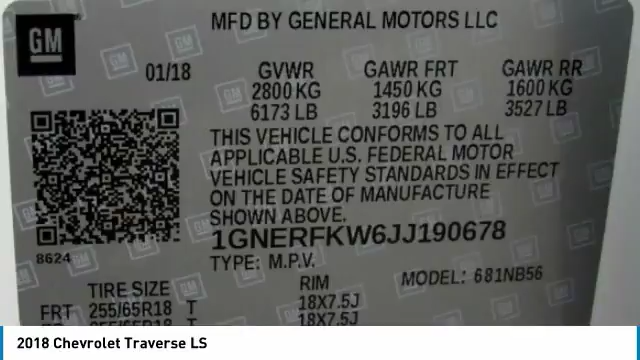 GM
MFD BY GENERAL MOTORS LLC
01/18
GVWR GAWR FRT GAWR RR
2800 KG 1450 KG 1600 KG
6173 LB 3196 LB 3527 LB
THIS VEHICLE CONFORMS TO ALL
APPLICABLE U.S. FEDERAL MOTOR
VEHICLE SAFETY STANDARDS IN EFFECT
ON THE DATE OF MANUFACTURE
SHOWN ABOVE.
1GNERFKW6JJ190678
8624
TYPE: M.P.V. MODEL: 681NB56
TIRE SIZE RIM
FRT 255/65R18 T 18X7.5J
255/65R18 T 18X7.5J
2018 Chevrolet Traverse LS